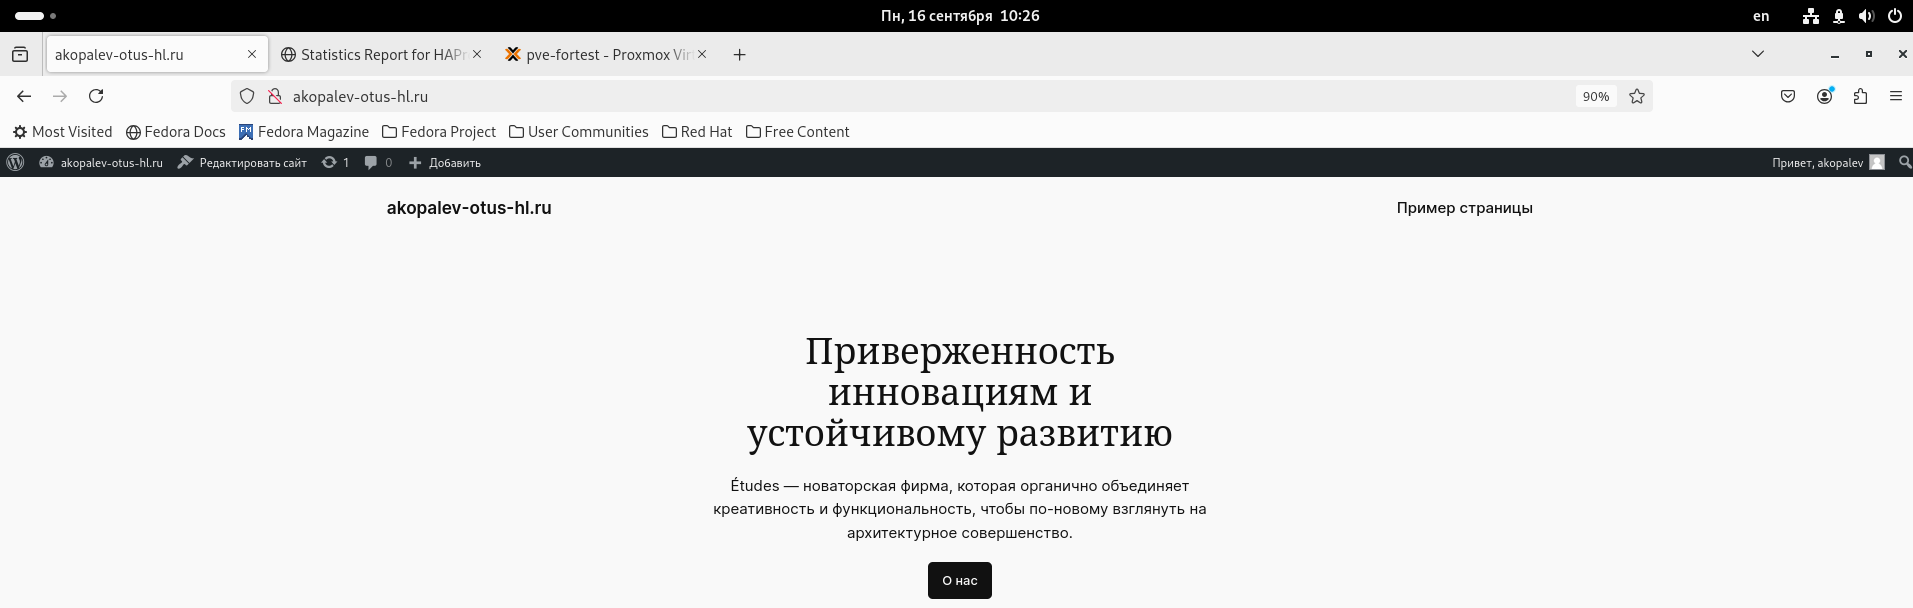 Пн, 16 сентября 10:26
en
akopalev-otus-hl.ru
Statistics Report for HAPr
pve-fortest - Proxmox Vir
akopalev-otus-hl.ru
90%
Most Visited
Fedora Docs
FM Fedora Magazine
Fedora Project
User Communities
Red Hat
Free Content
akopalev-otus-hl.ru
Редактировать сайт
1
0
Добавить
Привет, akopalev
akopalev-otus-hl.ru
Пример страницы
Приверженность
инновациям и
устойчивому развитию
Études — новаторская фирма, которая органично объединяет
креативность и функциональность, чтобы по-новому взглянуть на
архитектурное совершенство.
О нас